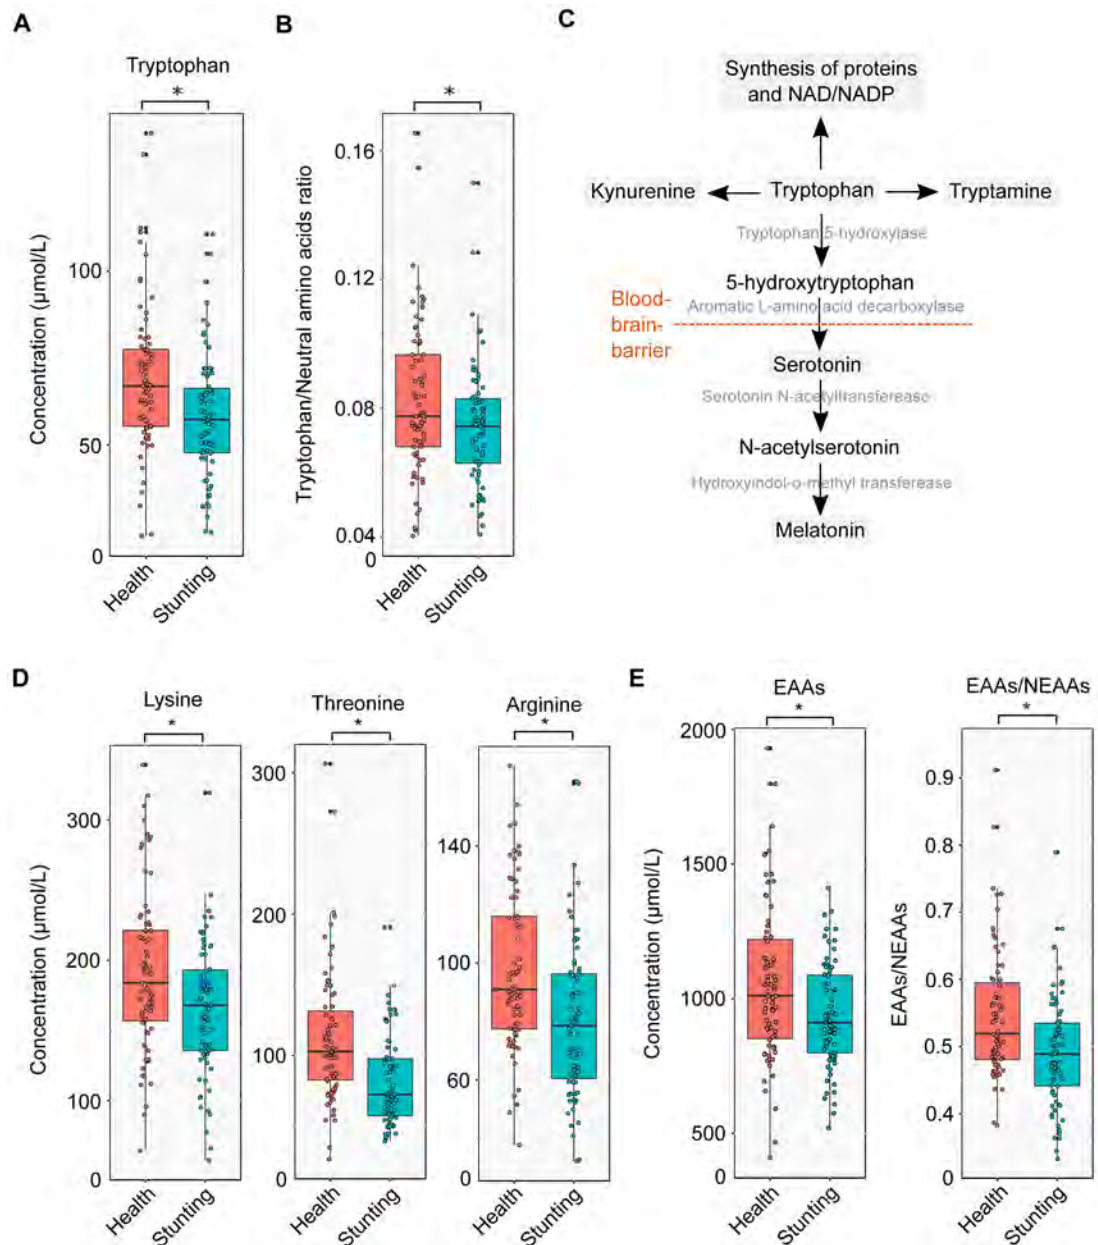 A
B
C
Tryptophan
*
Concentration (μmol/L)
100
50
0
Health
Stunting
*
Tryptophan/Neutral amino acids ratio
0.16
0.12
0.08
0.04
0
Health
Stunting
Synthesis of proteins
and NAD/NADP
Kynurenine
Tryptophan
Tryptamine
Tryptophan 5-hydroxylase
5-hydroxytryptophan
Aromatic L-amino acid decarboxylase
Blood-
brain-
barrier
Serotonin
Serotonin N-acetyltransferease
N-acetylserotonin
Hydroxyindol-o-methyl transferease
Melatonin
D
Lysine
*
Concentration (μmol/L)
300
200
100
0
Health
Stunting
Threonine
*
300
200
100
0
Health
Stunting
Arginine
*
140
100
60
0
Health
Stunting
E
EAAs
*
Concentration (μmol/L)
2000
1500
1000
500
0
Health
Stunting
EAAs/NEAAs
*
EAAs/NEAAs
0.9
0.8
0.7
0.6
0.5
0.4
0
Health
Stunting